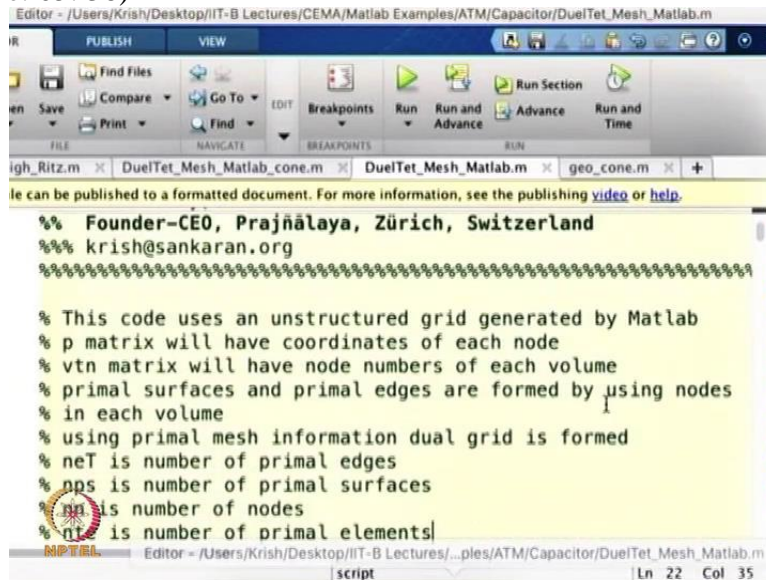 Editor - /Users/Krish/Desktop/IIT-B Lectures/CEMA/Matlab Examples/ATM/Capacitor/DuelTet_Mesh_Matlab.m
PUBLISH VIEW
Find Files
Compare
Print
Save
Go To
Find
EDIT
Breakpoints
Run
Run and Advance
Run Section
Advance
Run and Time
FILE NAVIGATE BREAKPOINTS RUN
igh_Ritz.m DuelTet_Mesh_Matlab_cone.m DuelTet_Mesh_Matlab.m geo_cone.m +
le can be published to a formatted document. For more information, see the publishing video or help.
%% Founder-CEO, Prajñālaya, Zürich, Switzerland
%%% krish@sankaran.org
% This code uses an unstructured grid generated by Matlab
% p matrix will have coordinates of each node
% vtn matrix will have node numbers of each volume
% primal surfaces and primal edges are formed by using nodes
% in each volume
% using primal mesh information dual grid is formed
% neT is number of primal edges
% nps is number of primal surfaces
is number of nodes
is number of primal elements
NPTEL
Editor - /Users/Krish/Desktop/IIT-B Lectures/...ples/ATM/Capacitor/DuelTet_Mesh_Matlab.m
script Ln 22 Col 35